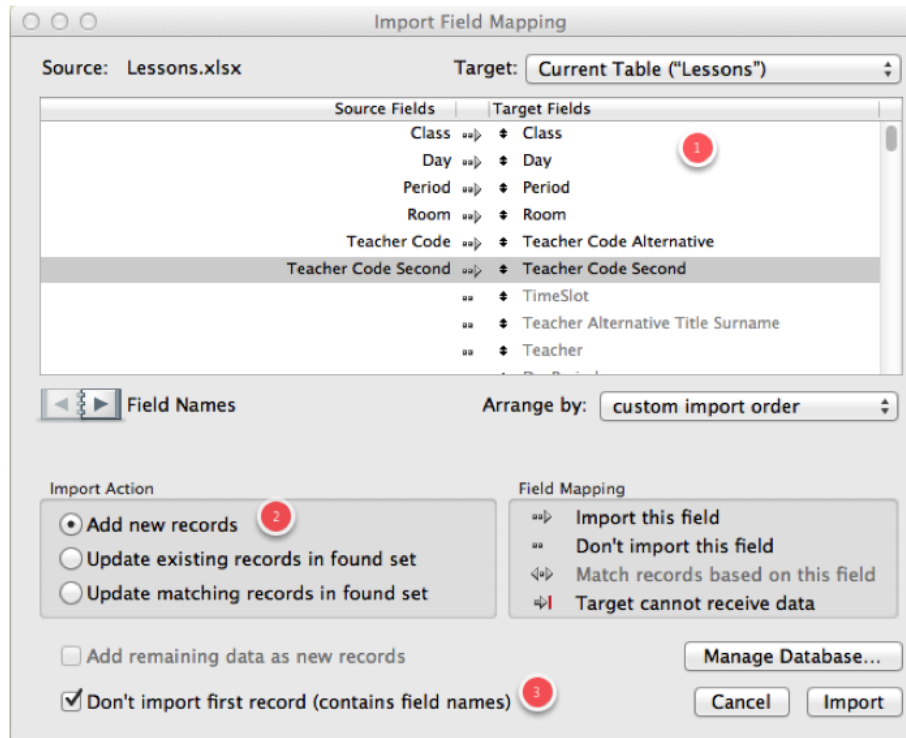 Import Field Mapping
Source: Lessons.xlsx Target: Current Table (“Lessons”)
Source Fields Target Fields
Class Class
1
Day Day
Period Period
Room Room
Teacher Code Teacher Code Alternative
Teacher Code Second Teacher Code Second
TimeSlot
Teacher Alternative Title Surname
Teacher
Field Names Arrange by: custom import order
Import Action
Add new records 2
Update existing records in found set
Update matching records in found set
Field Mapping
Import this field
Don't import this field
Match records based on this field
Target cannot receive data
Add remaining data as new records Manage Database...
Don't import first record (contains field names) 3 Cancel Import